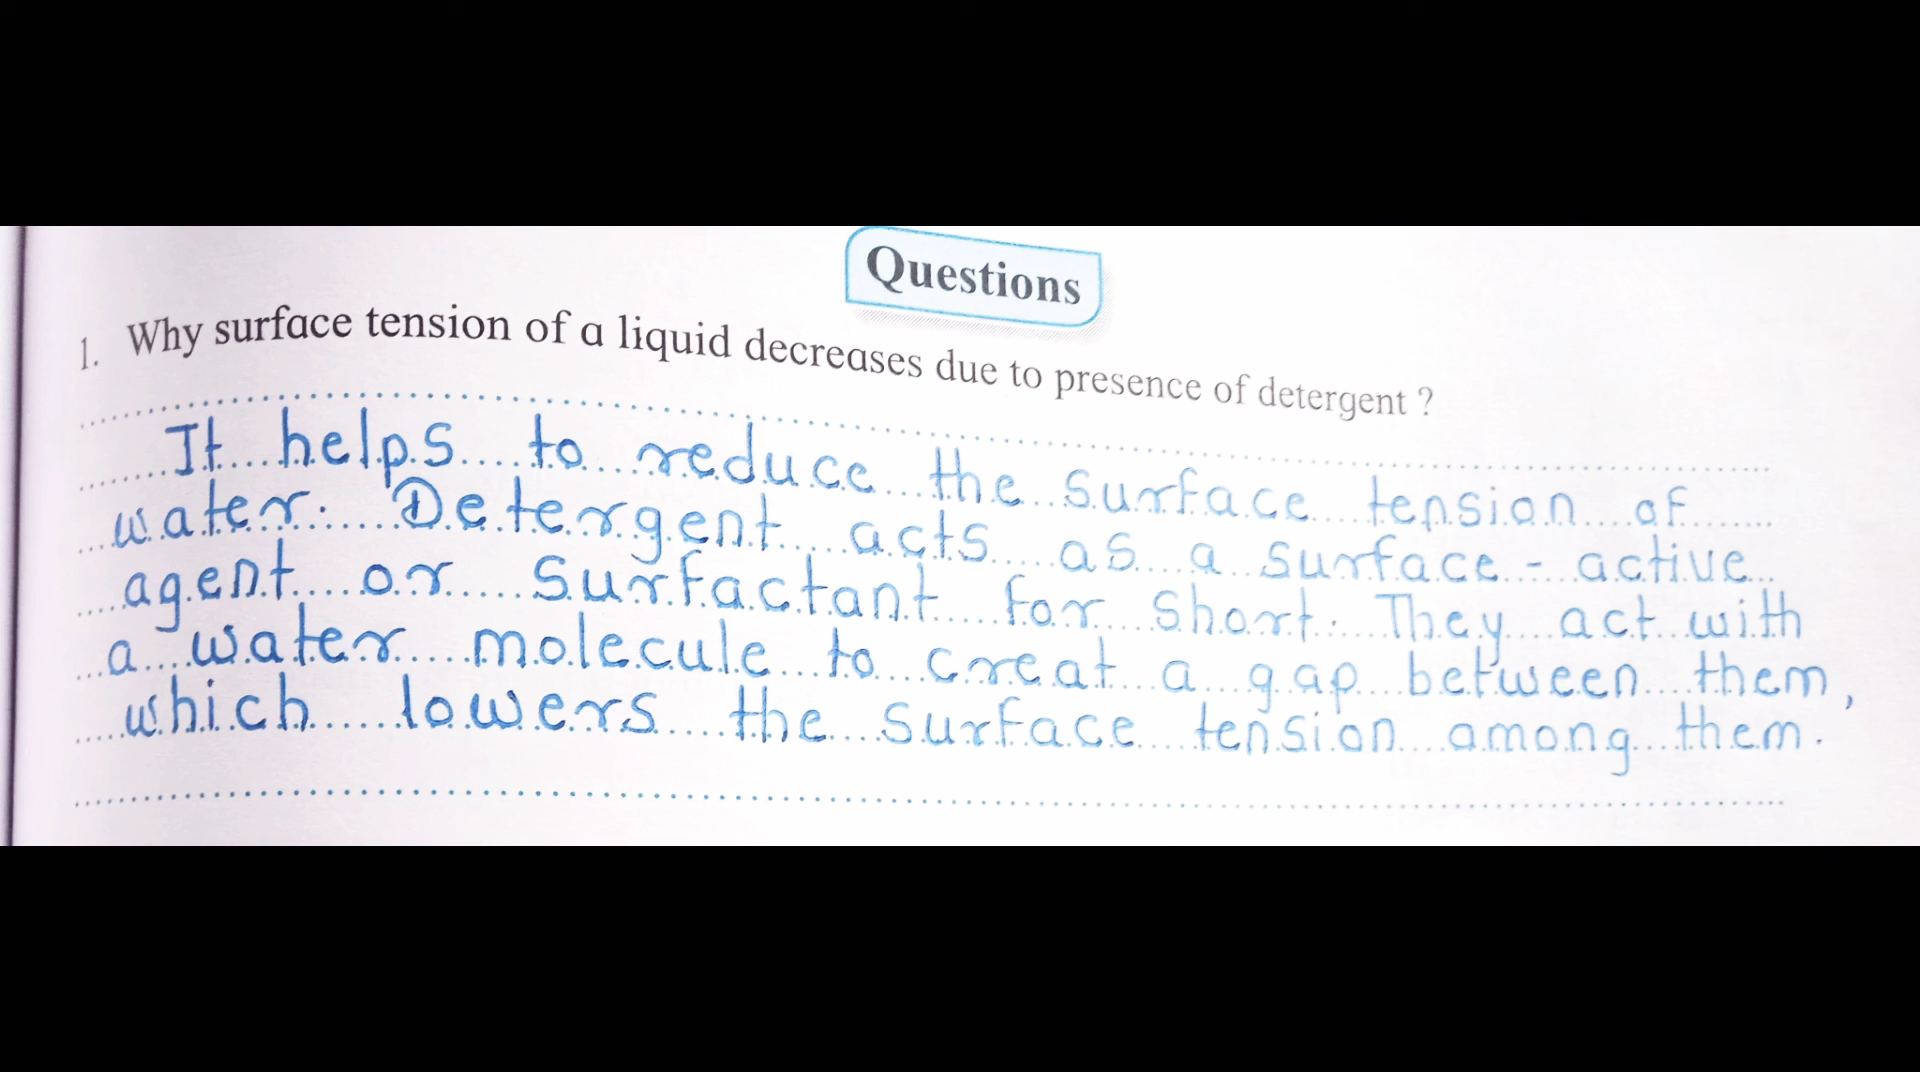 Questions
1. Why surface tension of a liquid decreases due to presence of detergent ?
It helps to reduce the surface tension of
water. Detergent acts as a surface - active
agent or surfactant for short. They act with
a water molecule to creat a gap between them,
which lowers the surface tension among them.